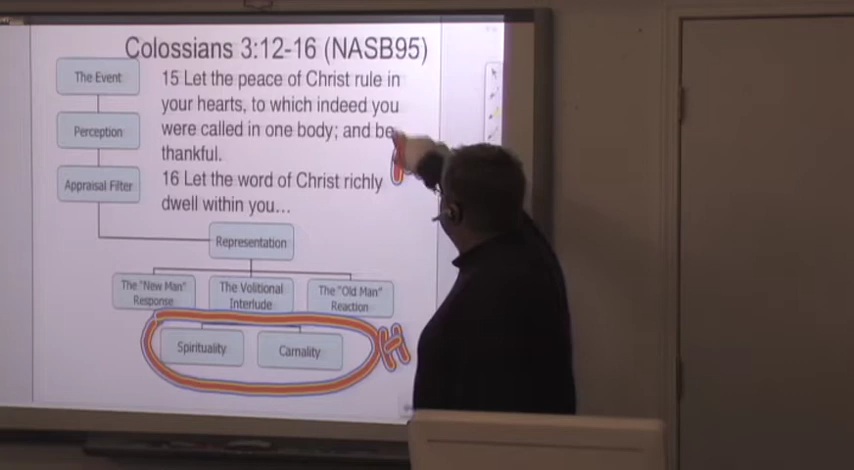 Colossians 3:12-16 (NASB95)
The Event
15 Let the peace of Christ rule in
your hearts, to which indeed you
Perception
were called in one body; and be
thankful.
Appraisal Filter
16 Let the word of Christ richly
dwell within you...
Representation
The "New Man"
Response
The Volitional
Interlude
The "Old Man"
Reaction
Spirituality
Carnality
H